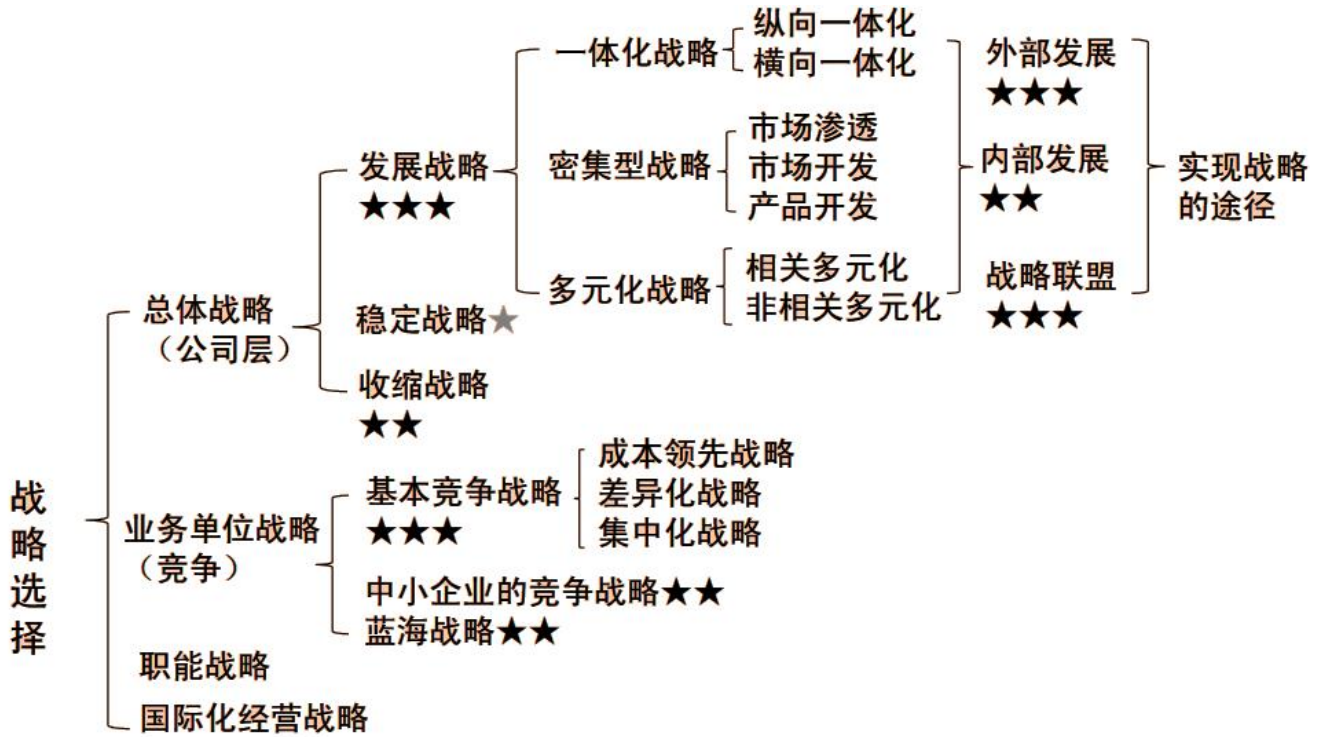 战略选择
总体战略
（公司层）
发展战略
★★★
一体化战略
纵向一体化
横向一体化
密集型战略
市场渗透
市场开发
产品开发
多元化战略
相关多元化
非相关多元化
外部发展
★★★
内部发展
★★
战略联盟
★★★
实现战略
的途径
稳定战略★
收缩战略
★★
业务单位战略
（竞争）
基本竞争战略
★★★
成本领先战略
差异化战略
集中化战略
中小企业的竞争战略★★
蓝海战略★★
职能战略
国际化经营战略